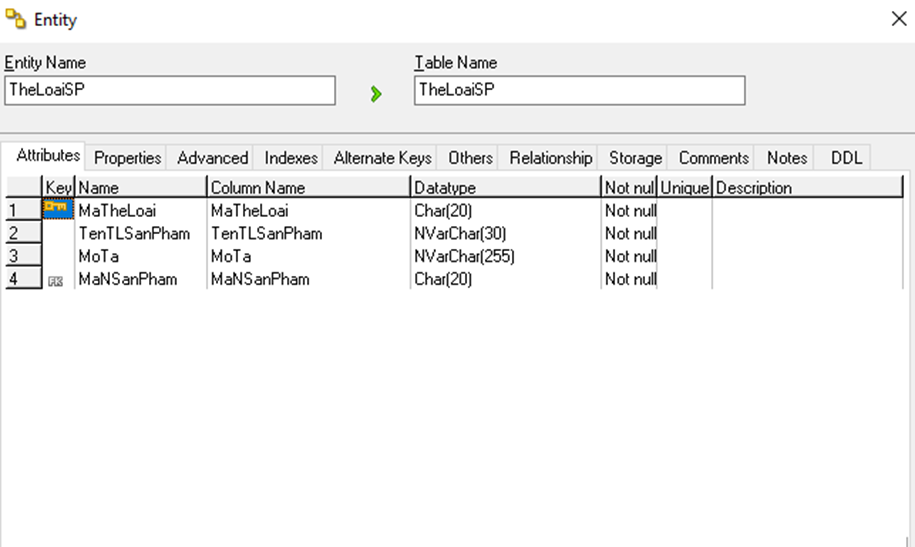 Entity
Entity Name Table Name
TheLoaiSP TheLoaiSP
Attributes Properties Advanced Indexes Alternate Keys Others Relationship Storage Comments Notes DDL
Key Name Column Name Datatype Not nul Unique Description
1 MaTheLoai MaTheLoai Char(20) Not null
2 TenTLSanPham TenTLSanPham NVarChar(30) Not null
3 MoTa MoTa NVarChar(255) Not null
4 FK MaNSanPham MaNSanPham Char(20) Not null